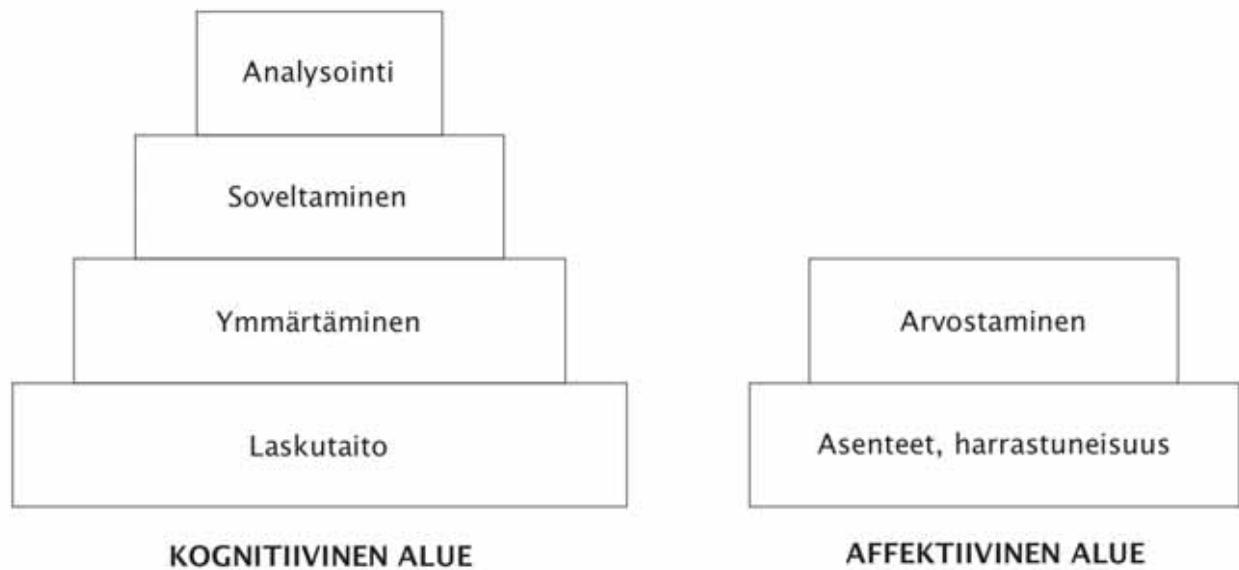 Analysointi
Soveltaminen
Ymmärtäminen
Laskutaito
KOGNITIIVINEN ALUE
Arvostaminen
Asenteet, harrastuneisuus
AFFEKTIIVINEN ALUE